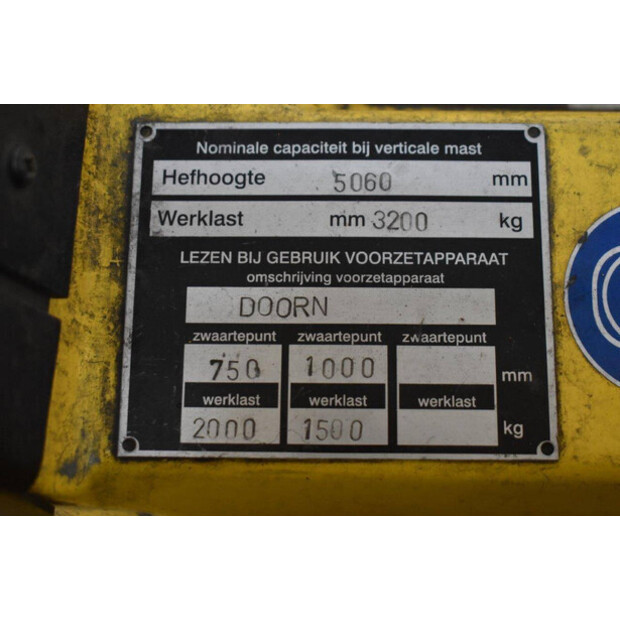 Nominale capaciteit bij verticale mast
Hefhoogte 5060 mm
Werklast mm 3200 kg
LEZEN BIJ GEBRUIK VOORZETAPPARAAT
omschrijving voorzetapparaat
DOORN
zwaartepunt zwaartepunt zwaartepunt
750 1000 mm
werklast werklast werklast
2000 1500 kg